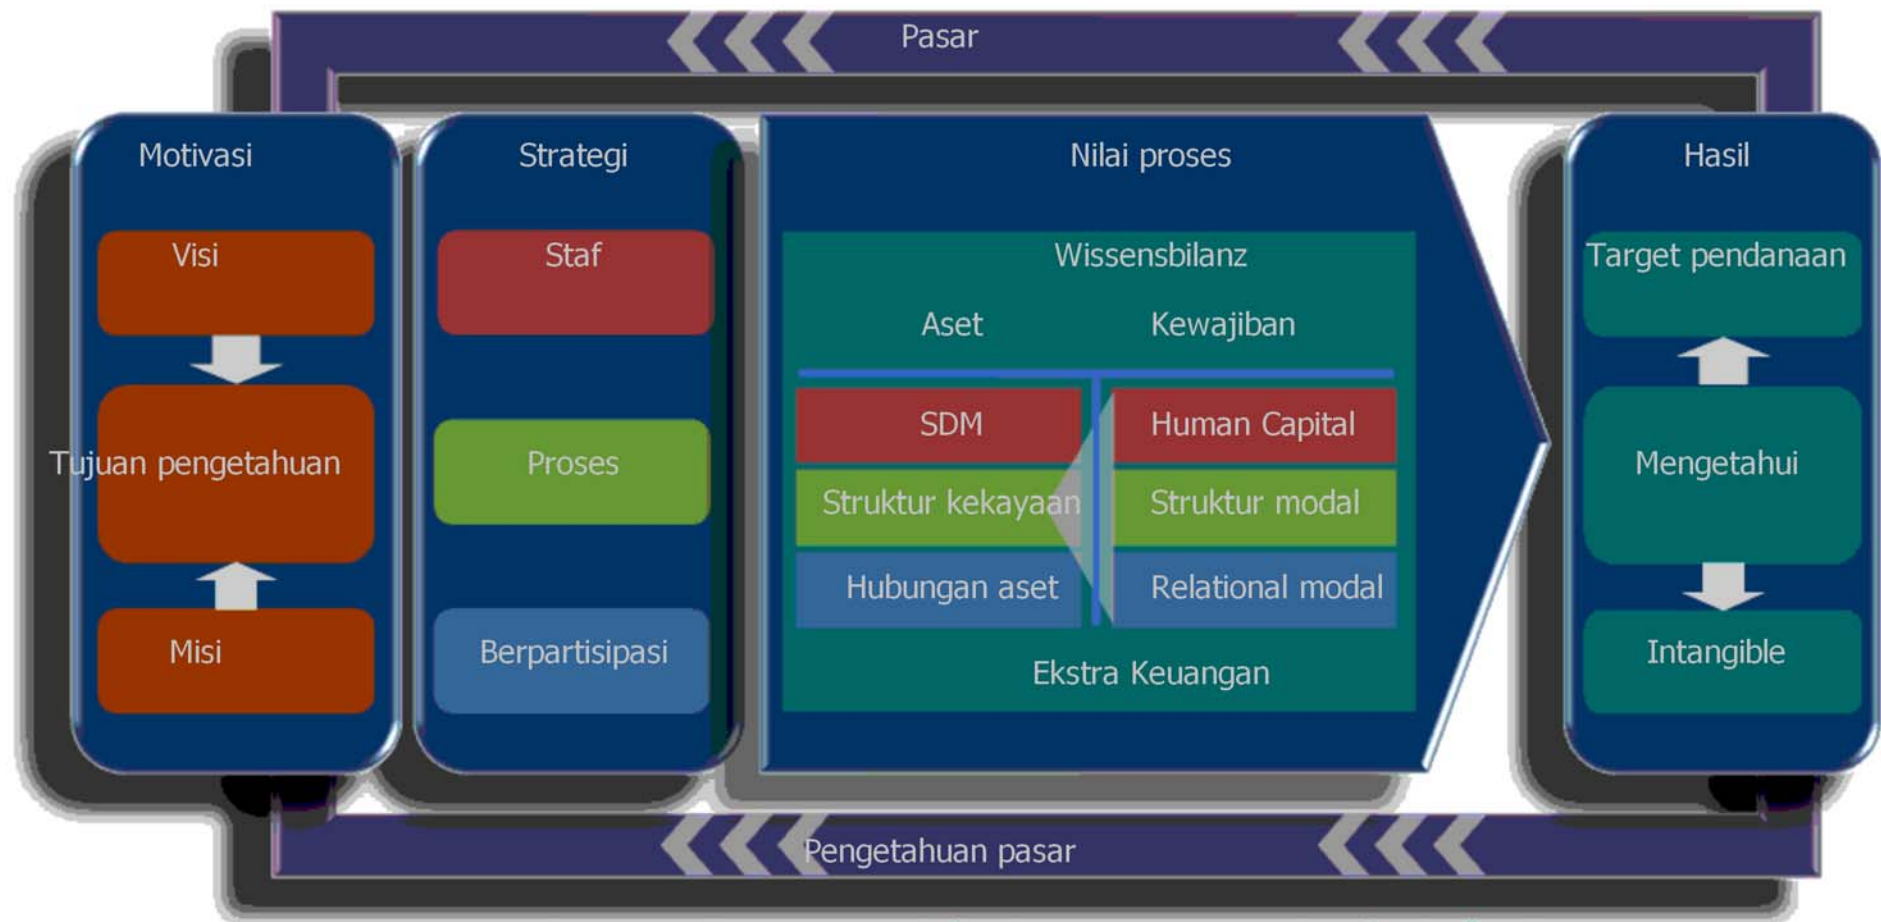 Pasar
Motivasi
Visi
Tujuan pengetahuan
Misi
Strategi
Staf
Proses
Berpartisipasi
Nilai proses
Wissensbilanz
Aset
Kewajiban
SDM
Human Capital
Struktur kekayaan
Struktur modal
Hubungan aset
Relational modal
Ekstra Keuangan
Hasil
Target pendanaan
Mengetahui
Intangible
Pengetahuan pasar